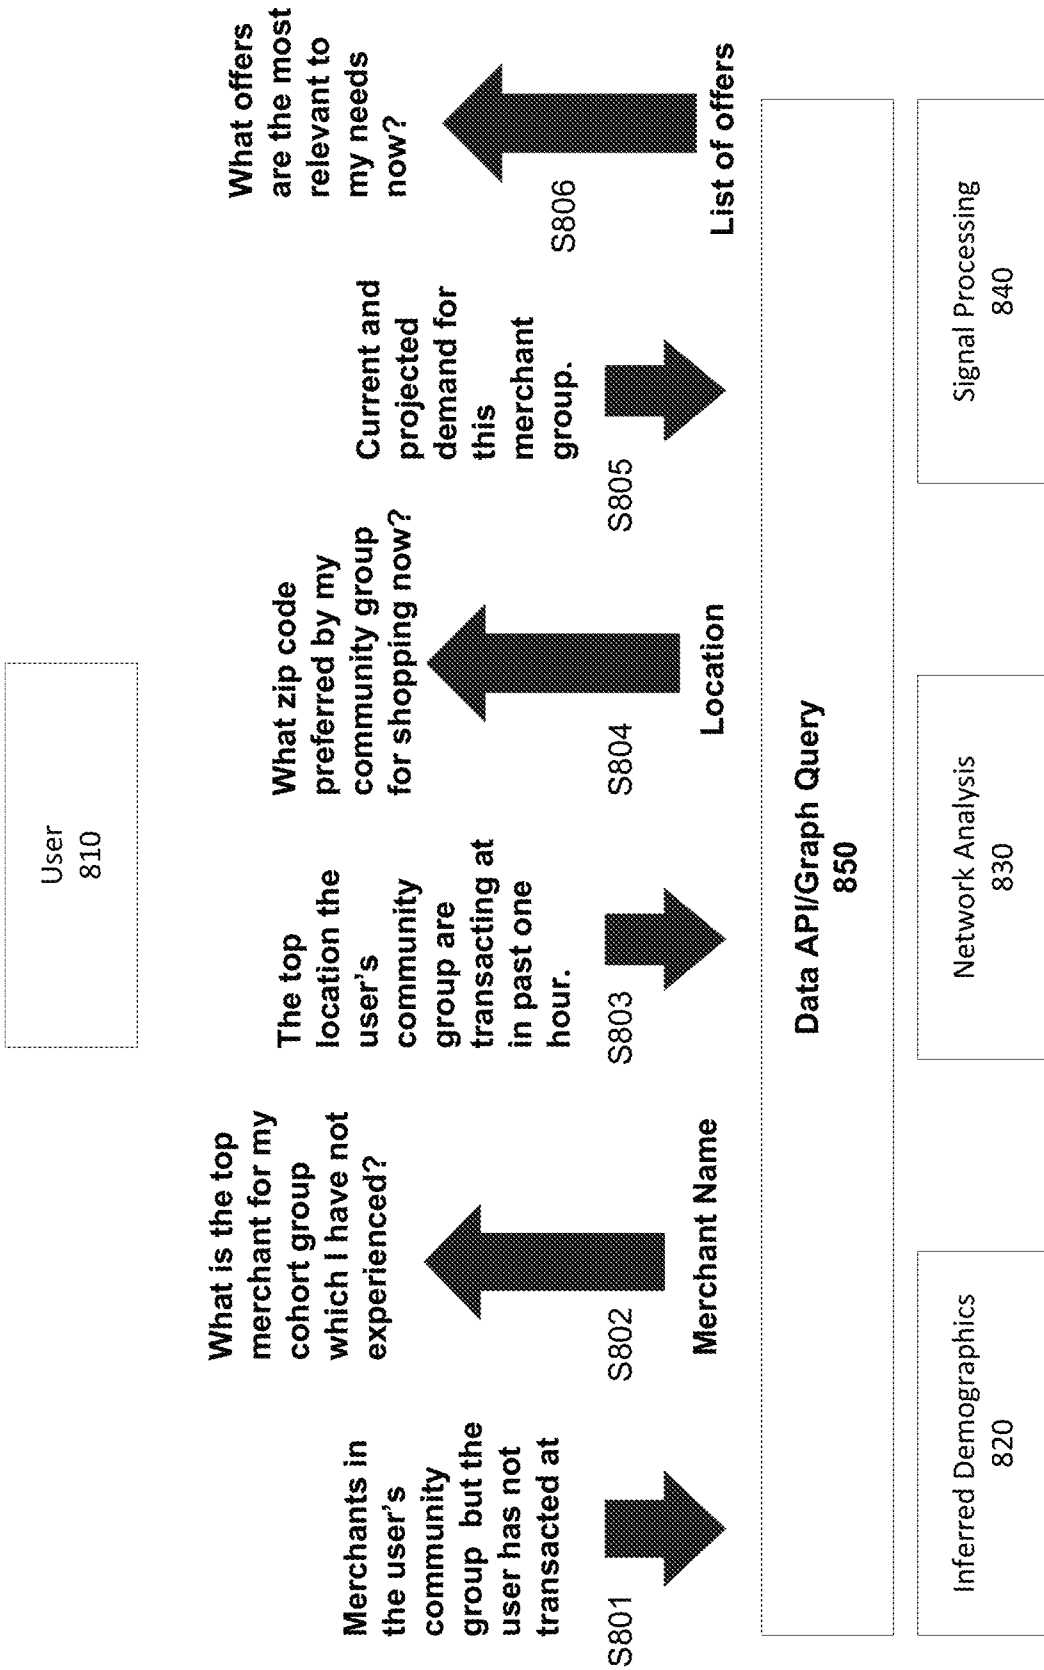 User
810
Merchants in
the user's
community
group but the
user has not
transacted at
S801
What is the top
merchant for my
cohort group
which I have not
experienced?
S802
Merchant Name
The top
location the
user's
community
group are
transacting at
in past one
hour.
S803
What zip code
preferred by my
community group
for shopping now?
S804
Location
Current and
projected
demand for
this
merchant
group.
S805
What offers
are the most
relevant to
my needs
now?
S806
List of offers
Data API/Graph Query
850
Inferred Demographics
820
Network Analysis
830
Signal Processing
840